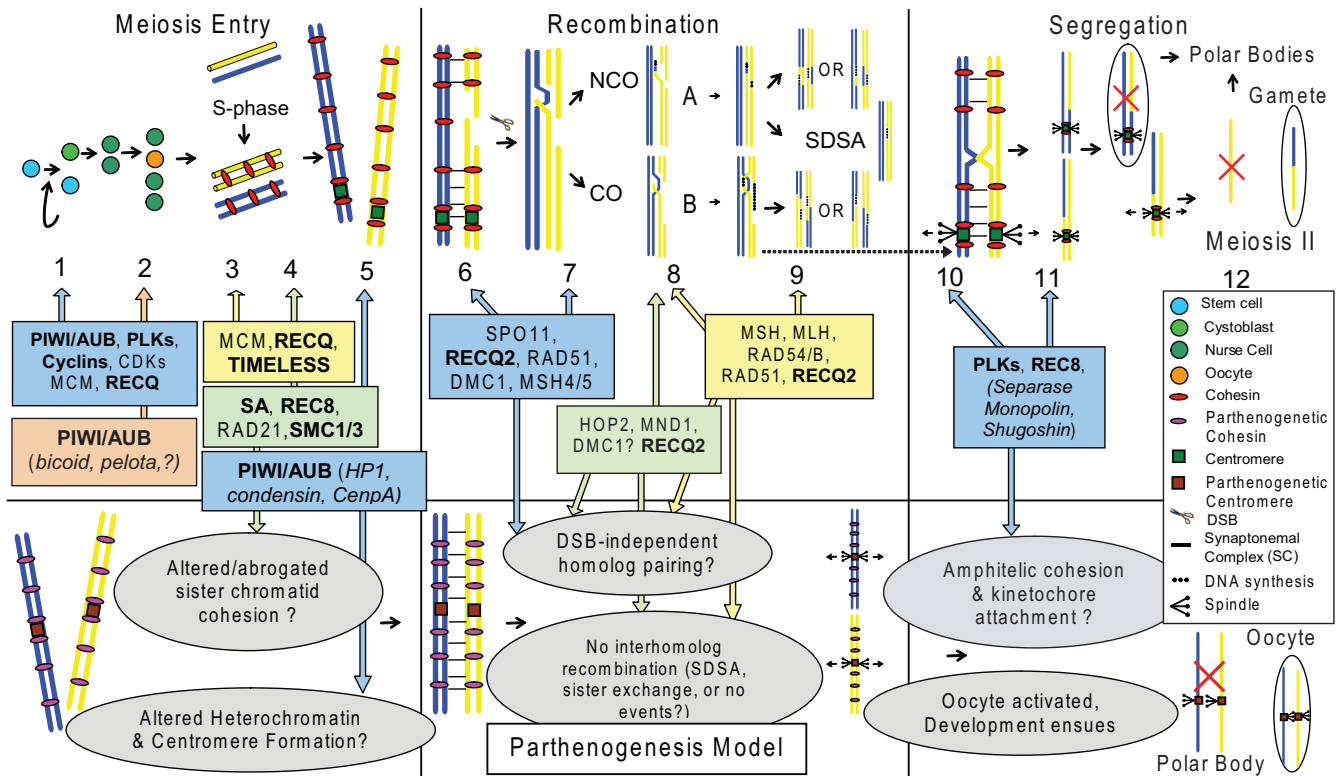 Meiosis Entry
Recombination
Segregation
S-phase
NCO
CO
A
B
OR
SDSA
OR
Polar Bodies
Gamete
Meiosis II
1
2
3
4
5
6
7
8
9
10
11
12
PIWI/AUB, PLKs,
Cyclins, CDKs
MCM, RECQ
PIWI/AUB
(bicoid, pelota,?)
MCM, RECQ,
TIMELESS
SA, REC8,
RAD21,SMC1/3
PIWI/AUB (HP1,
condensin, CenpA)
SPO11,
RECQ2, RAD51,
DMC1, MSH4/5
HOP2, MND1,
DMC1? RECQ2
MSH, MLH,
RAD54/B,
RAD51, RECQ2
PLKs, REC8,
(Separase
Monopolin,
Shugoshin)
Stem cell
Cystoblast
Nurse Cell
Oocyte
Cohesin
Parthenogenetic
Cohesin
Centromere
Parthenogenetic
Centromere
DSB
Synaptonemal
Complex (SC)
DNA synthesis
Spindle
Altered/abrogated
sister chromatid
cohesion ?
Altered Heterochromatin
& Centromere Formation?
DSB-independent
homolog pairing?
No interhomolog
recombination (SDSA,
sister exchange, or no
events?)
Parthenogenesis Model
Amphitelic cohesion
& kinetochore
attachment ?
Oocyte activated,
Development ensues
Oocyte
Polar Body